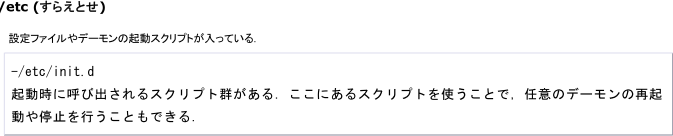 /etc (すらえとせ)
設定ファイルやデーモンの起動スクリプトが入っている.
-/etc/init.d
起動時に呼び出されるスクリプト群がある. ここにあるスクリプトを使うことで, 任意のデーモンの再起
動や停止を行うこともできる.